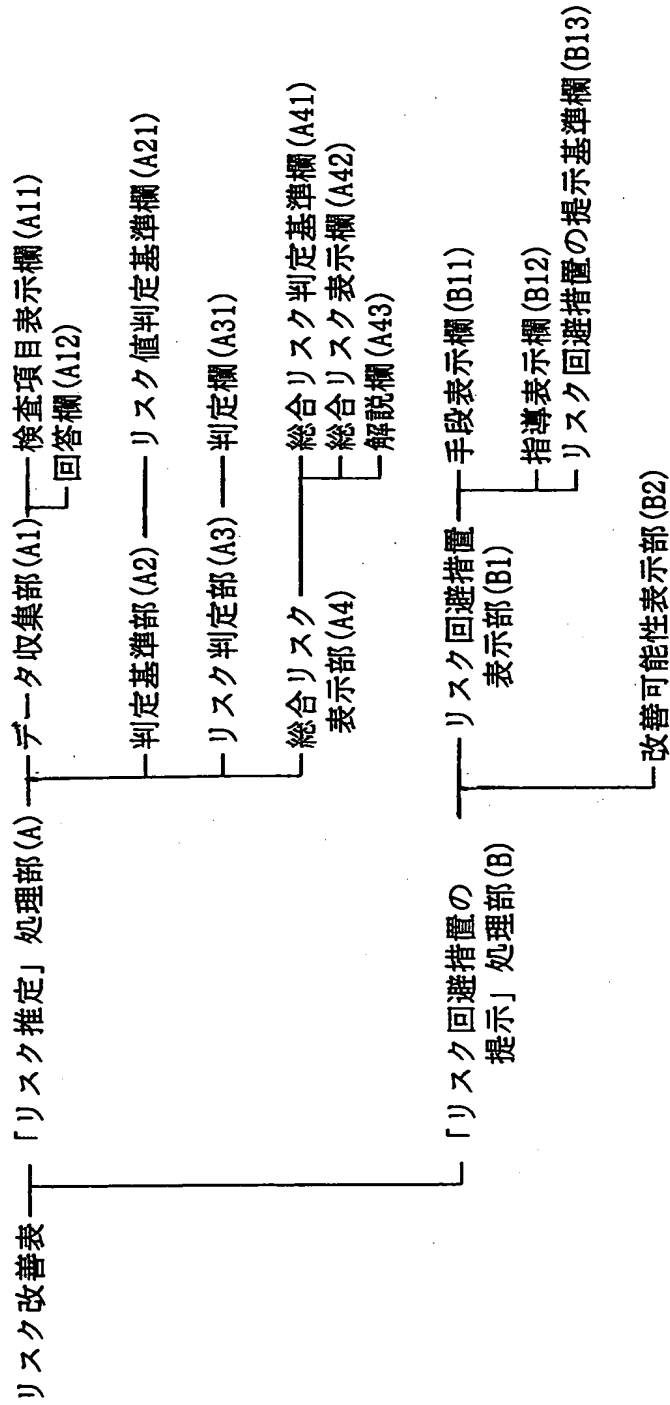 リスク改善表
「リスク推定」処理部(A)
データ収集部(A1)
検査項目表示欄(A11)
回答欄(A12)
判定基準部(A2)
リスク値判定基準欄(A21)
リスク判定部(A3)
判定欄(A31)
総合リスク
表示部(A4)
総合リスク判定基準欄(A41)
総合リスク表示欄(A42)
解説欄(A43)
「リスク回避措置の
提示」処理部(B)
リスク回避措置
表示部(B1)
手段表示欄(B11)
指導表示欄(B12)
リスク回避措置の提示基準欄(B13)
改善可能性表示部(B2)